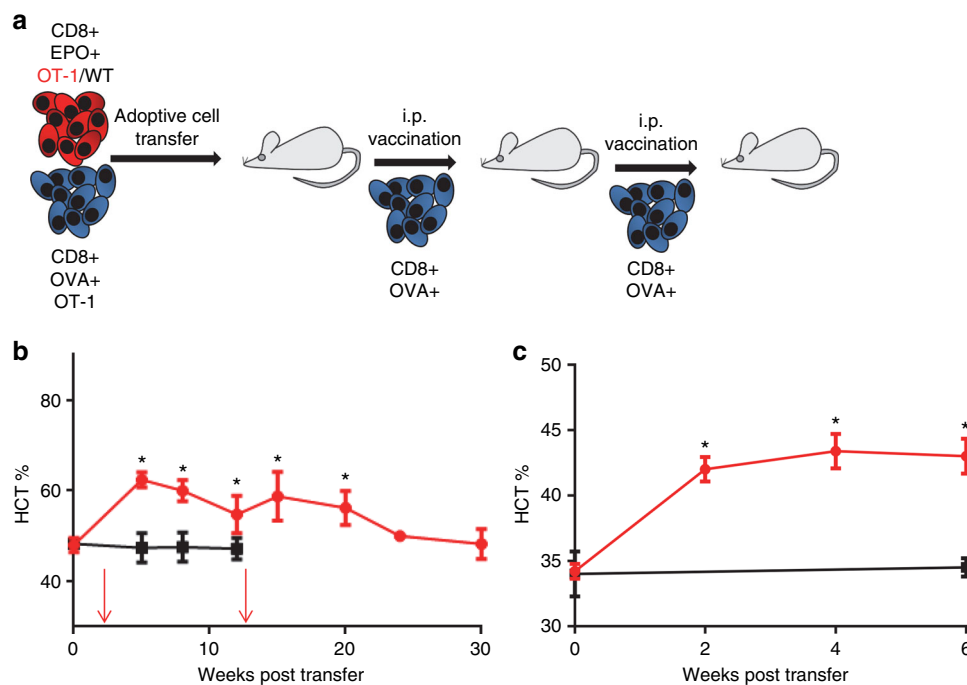 a
CD8+
EPO+
OT-1/WT
Adoptive cell
transfer
i.p.
vaccination
i.p.
vaccination
CD8+
OVA+
OT-1
CD8+
OVA+
CD8+
OVA+
b
HCT %
80
60
40
* * * * *
0 10 20 30
Weeks post transfer
c
HCT %
50
45
40
35
30
* * *
0 2 4 6
Weeks post transfer